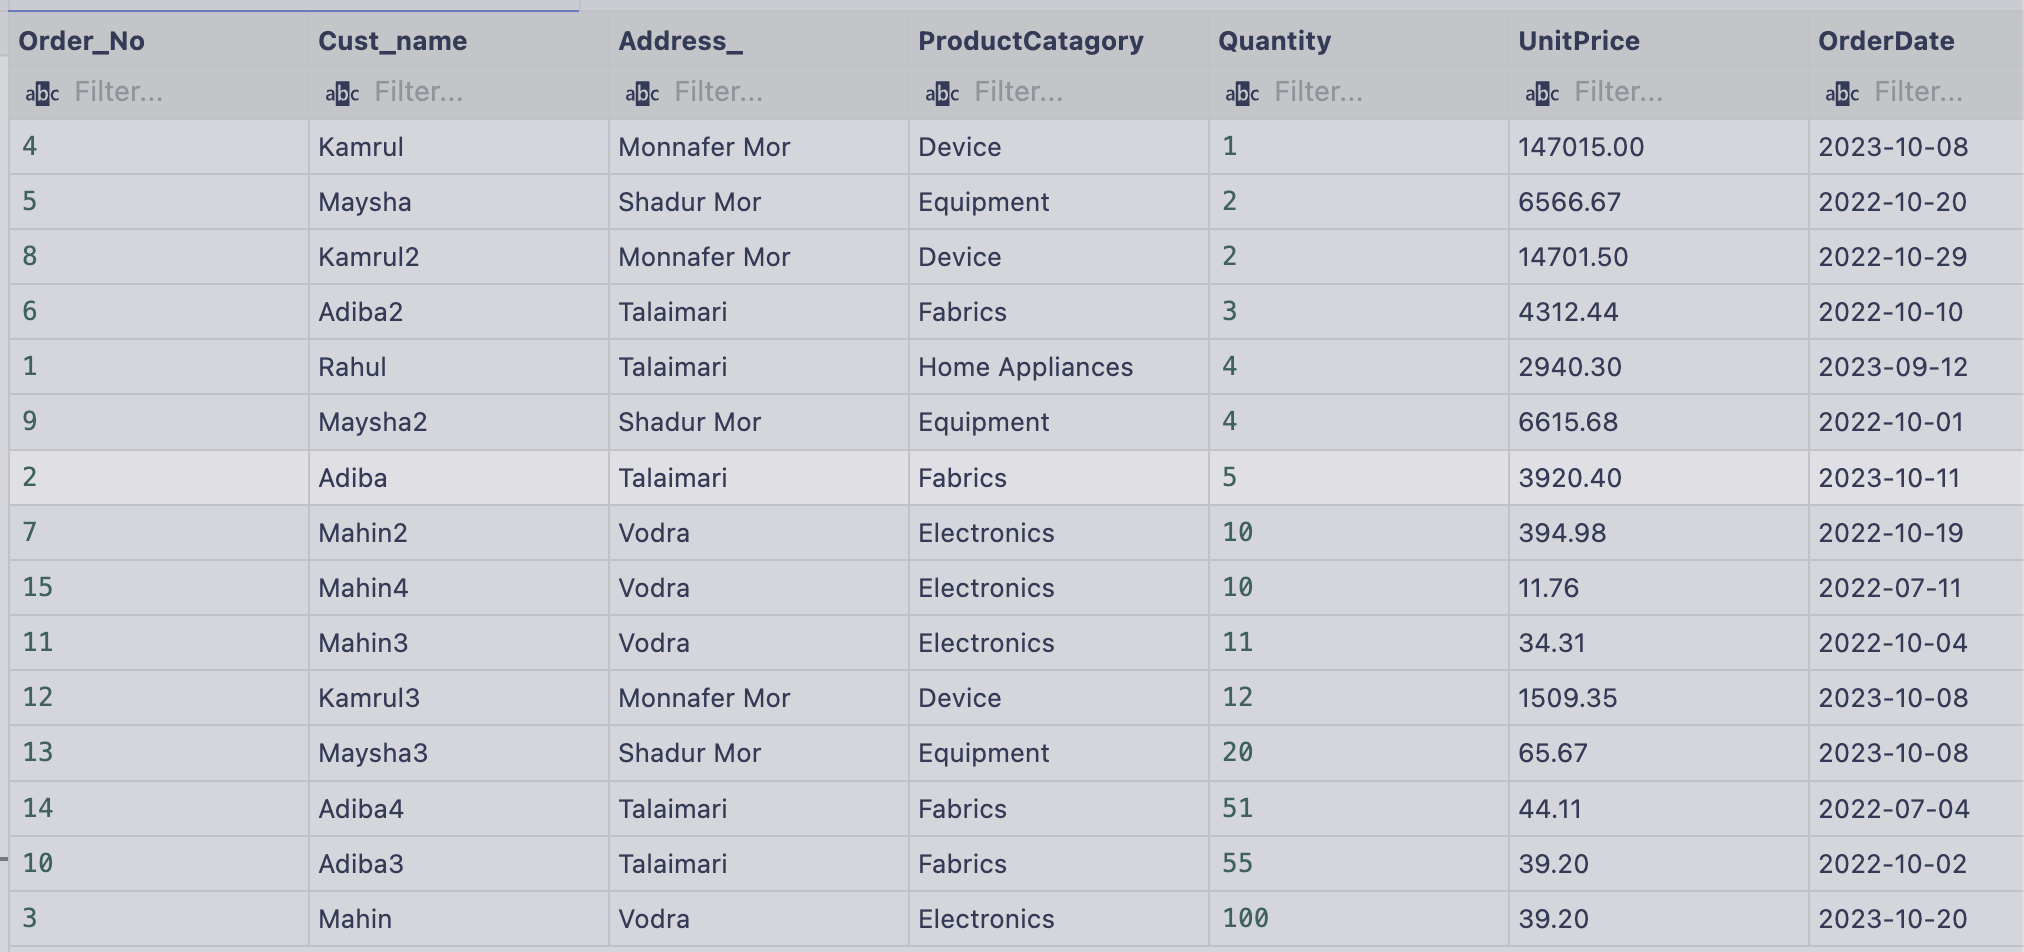 Order_No Cust_name Address_ ProductCatagory Quantity UnitPrice OrderDate
abc Filter... abc Filter... abc Filter... abc Filter... abc Filter... abc Filter... abc Filter...
4 Kamrul Monnafer Mor Device 1 147015.00 2023-10-08
5 Maysha Shadur Mor Equipment 2 6566.67 2022-10-20
8 Kamrul2 Monnafer Mor Device 2 14701.50 2022-10-29
6 Adiba2 Talaimari Fabrics 3 4312.44 2022-10-10
1 Rahul Talaimari Home Appliances 4 2940.30 2023-09-12
9 Maysha2 Shadur Mor Equipment 4 6615.68 2022-10-01
2 Adiba Talaimari Fabrics 5 3920.40 2023-10-11
7 Mahin2 Vodra Electronics 10 394.98 2022-10-19
15 Mahin4 Vodra Electronics 10 11.76 2022-07-11
11 Mahin3 Vodra Electronics 11 34.31 2022-10-04
12 Kamrul3 Monnafer Mor Device 12 1509.35 2023-10-08
13 Maysha3 Shadur Mor Equipment 20 65.67 2023-10-08
14 Adiba4 Talaimari Fabrics 51 44.11 2022-07-04
10 Adiba3 Talaimari Fabrics 55 39.20 2022-10-02
3 Mahin Vodra Electronics 100 39.20 2023-10-20